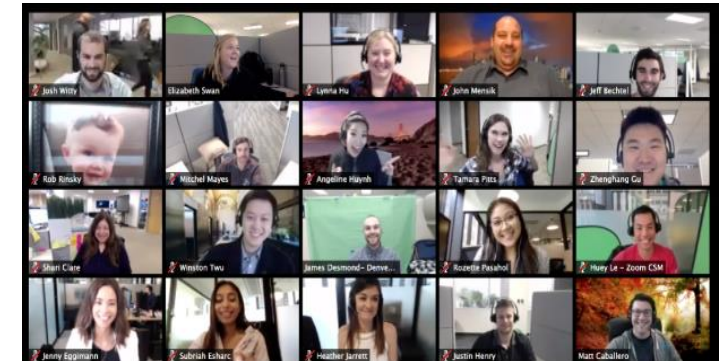 Josh Witty
Elizabeth Swan
Lynna Hu
John Mensik
Jeff Bechtel
Rob Rinsky
Mitchel Mayes
Angeline Huynh
Tamara Pitts
Zhenghang Gu
Shari Clare
Winston Twu
James Desmond- Denve...
Rozette Pasahol
Huey Le - Zoom CSM
Jenny Eggimann
Subriah Esharc
Heather Jarrett
Justin Henry
Matt Caballero